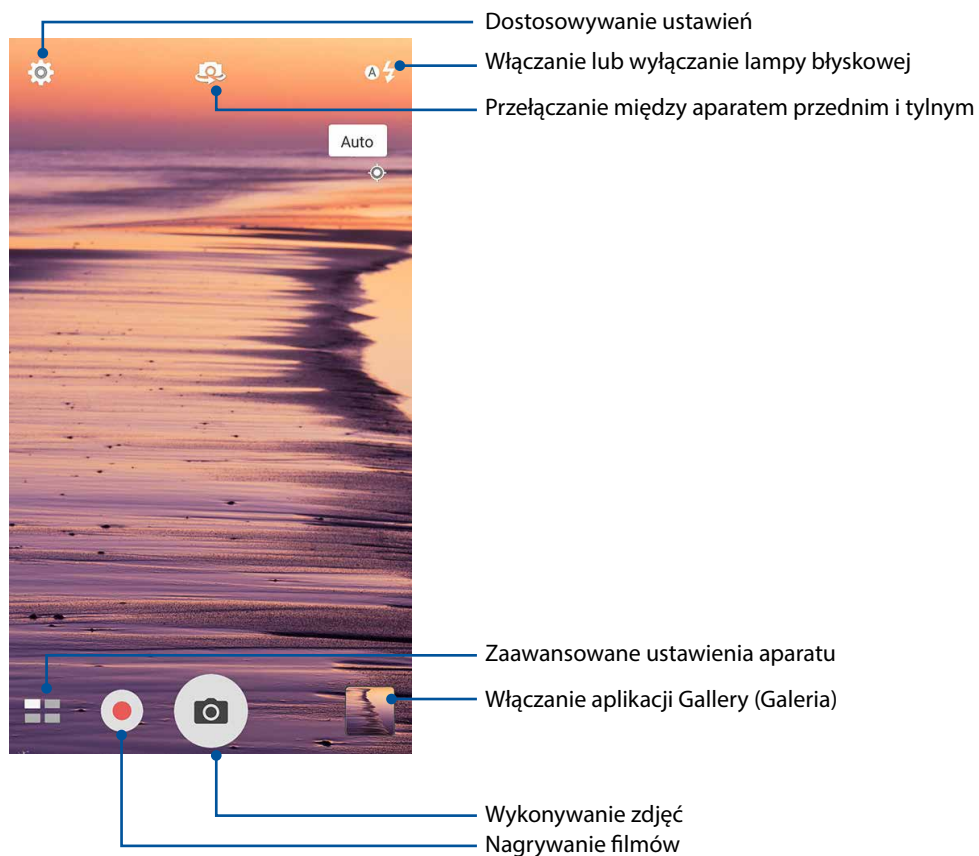 Dostosowywanie ustawień
Włączanie lub wyłączanie lampy błyskowej
Przełączanie między aparatem przednim i tylnym
A
Auto
Zaawansowane ustawienia aparatu
Włączanie aplikacji Gallery (Galeria)
Wykonywanie zdjęć
Nagrywanie filmów